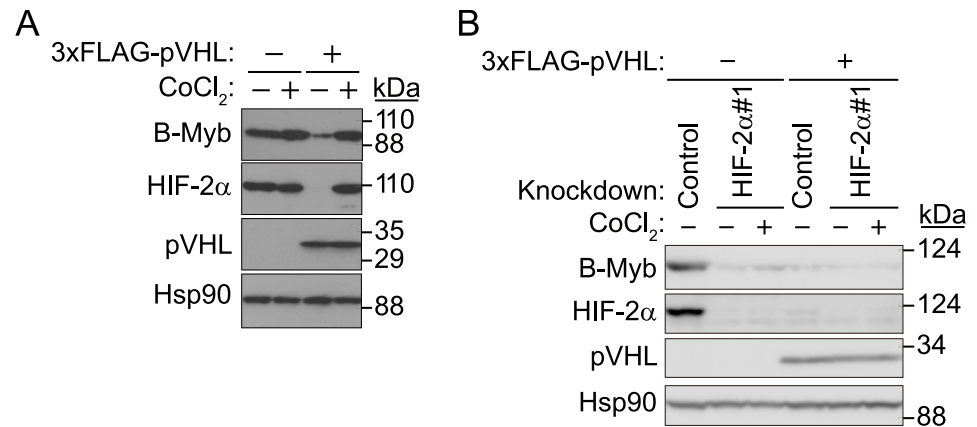 A
3xFLAG-pVHL: – +
CoCl2: – + – + kDa
B-Myb 110
88
HIF-2α 110
pVHL 35
29
Hsp90 88
B
3xFLAG-pVHL: – +
Knockdown: Control HIF-2α#1 Control HIF-2α#1
CoCl2: – – + – – + kDa
B-Myb 124
HIF-2α 124
pVHL 34
Hsp90 88